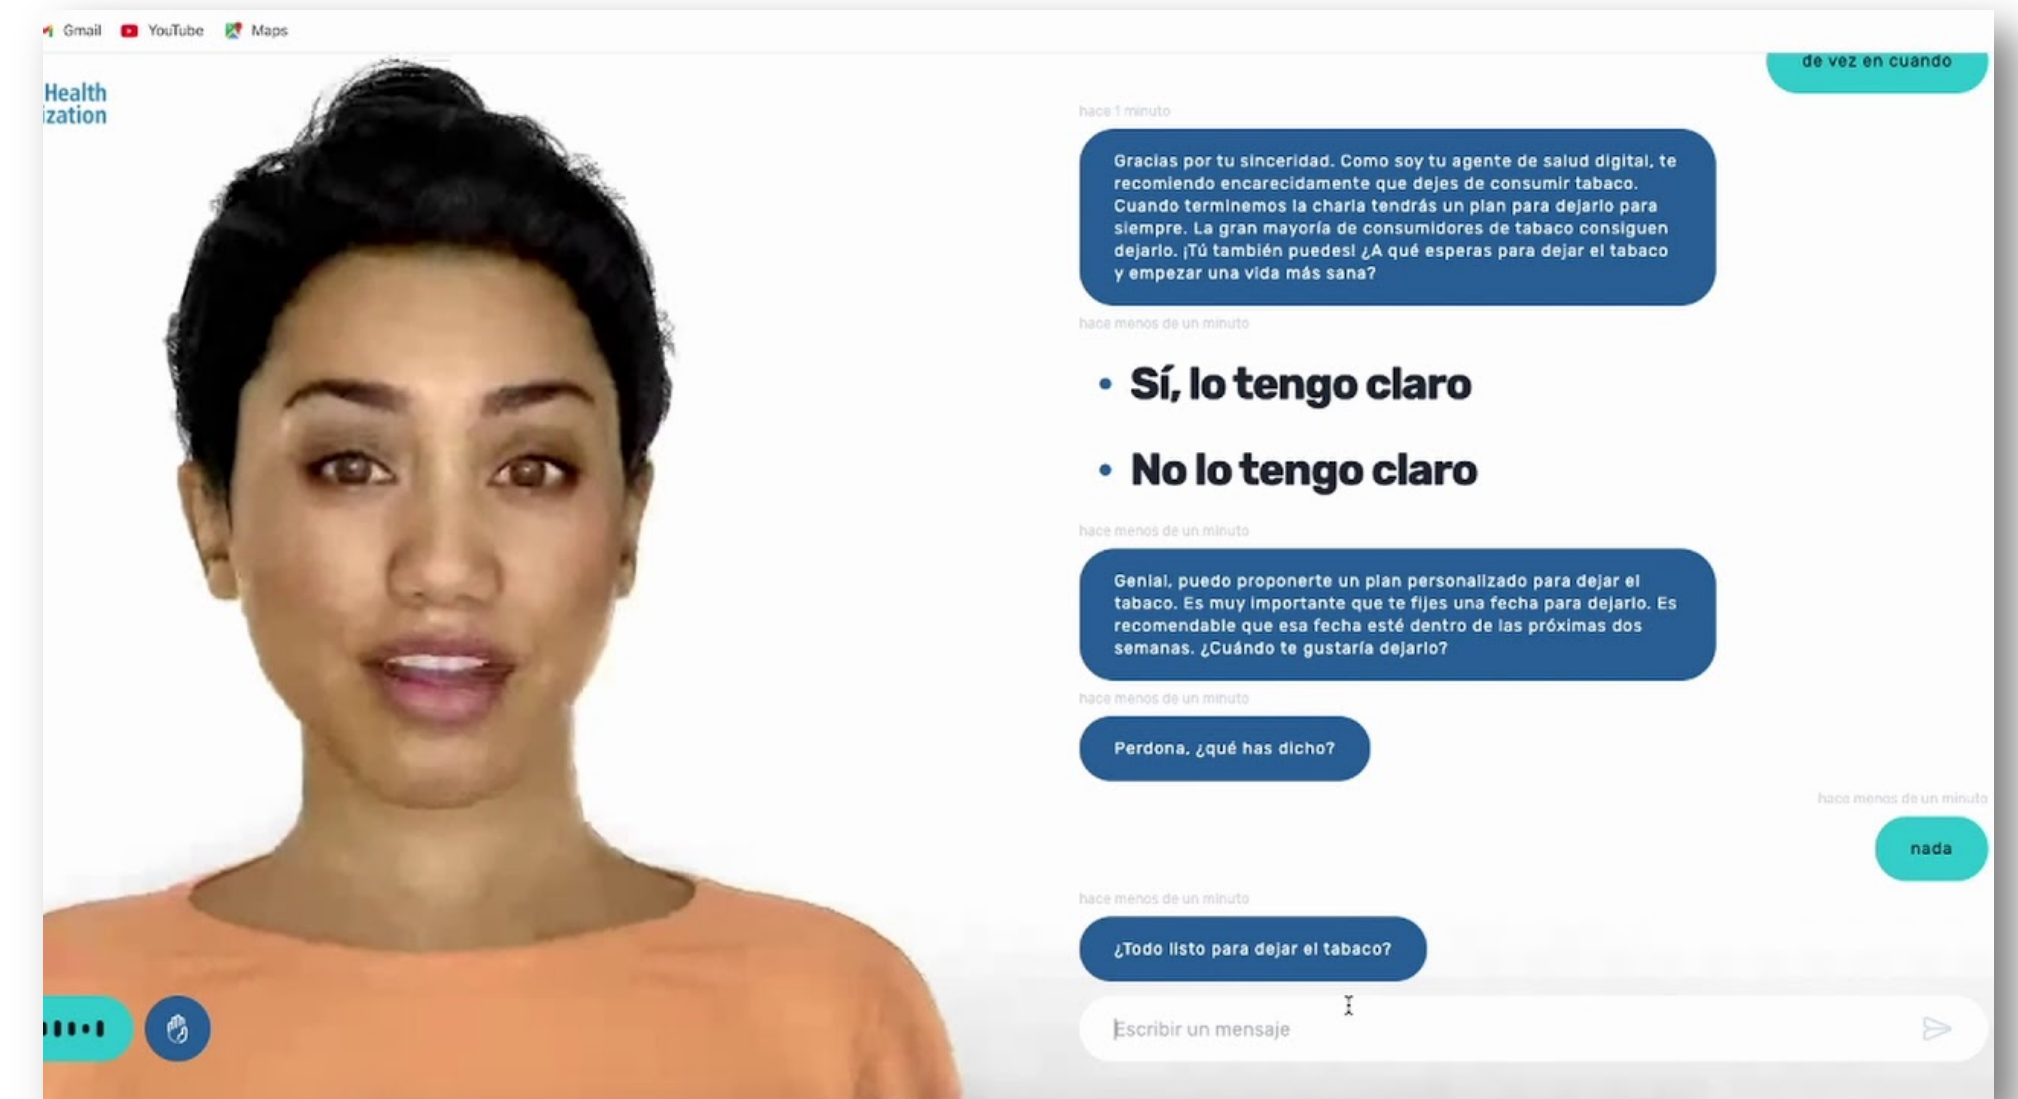 Gmail YouTube Maps
Health
ization
de vez en cuando
hace 1 minuto
Gracias por tu sinceridad. Como soy tu agente de salud digital, te
recomiendo encarecidamente que dejes de consumir tabaco.
Cuando terminemos la charla tendrás un plan para dejarlo para
siempre. La gran mayoría de consumidores de tabaco consiguen
dejarlo. ¡Tú también puedes! ¿A qué esperas para dejar el tabaco
y empezar una vida más sana?
hace menos de un minuto
• Sí, lo tengo claro
• No lo tengo claro
hace menos de un minuto
Genial, puedo proponerte un plan personalizado para dejar el
tabaco. Es muy importante que te fijes una fecha para dejarlo. Es
recomendable que esa fecha esté dentro de las próximas dos
semanas. ¿Cuándo te gustaría dejarlo?
hace menos de un minuto
Perdona, ¿qué has dicho?
hace menos de un minuto
nada
hace menos de un minuto
¿Todo listo para dejar el tabaco?
Escribir un mensaje